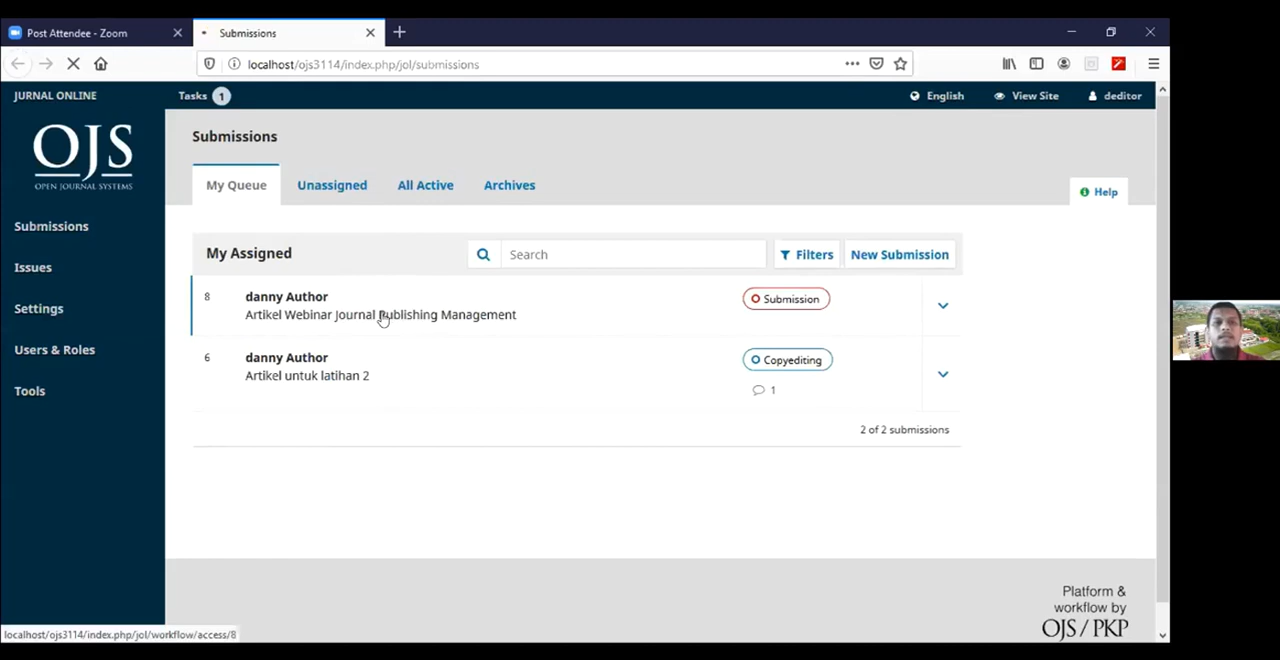 Post Attendee - Zoom
Submissions
localhost/ojs3114/index.php/jol/submissions
JURNAL ONLINE
Tasks 1
English
View Site
deditor
OJS
OPEN JOURNAL SYSTEMS
Submissions
Issues
Settings
Users & Roles
Tools
Submissions
My Queue
Unassigned
All Active
Archives
Help
My Assigned
Search
Filters
New Submission
8
danny Author
Artikel Webinar Journal Publishing Management
Submission
6
danny Author
Artikel untuk latihan 2
Copyediting
1
2 of 2 submissions
Platform &
workflow by
OJS / PKP
localhost/ojs3114/index.php/jol/workflow/access/8